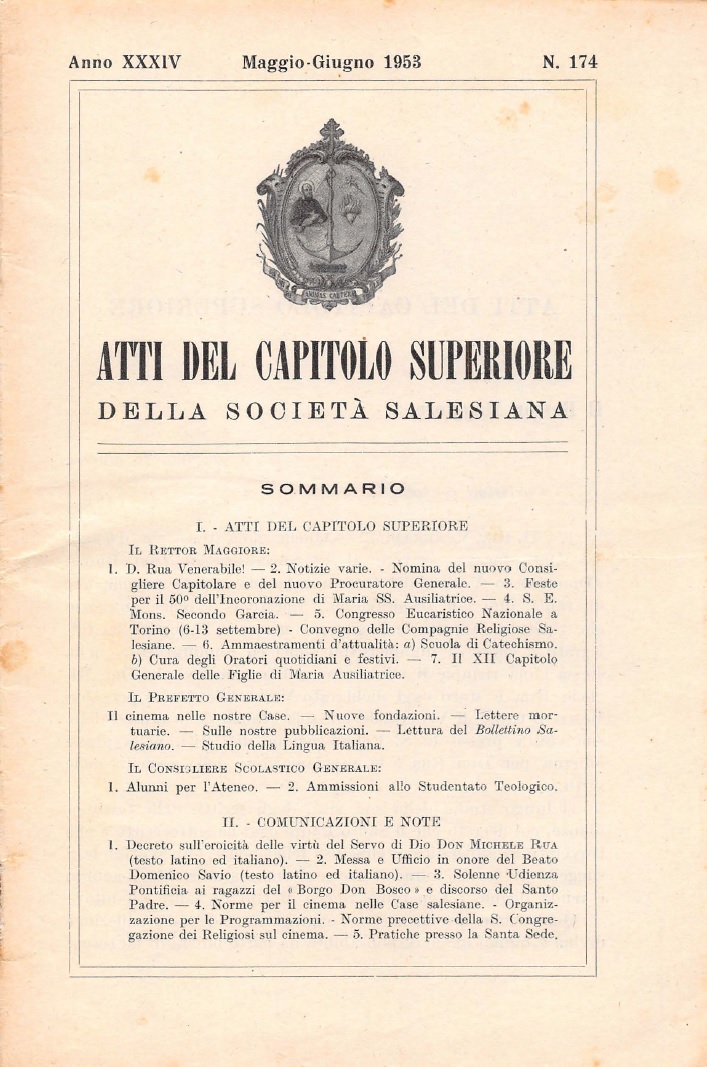 Anno XXXIV Maggio-Giugno 1953 N. 174
ATTI DEL CAPITOLO SUPERIORE
DELLA SOCIETÀ SALESIANA
SOMMARIO
I. - ATTI DEL CAPITOLO SUPERIORE
IL RETTOR MAGGIORE:
1. D. Rua Venerabile! — 2. Notizie varie. - Nomina del nuovo Consi-
gliere Capitolare e del nuovo Procuratore Generale. — 3. Feste
per il 50º dell'Incoronazione di Maria SS. Ausiliatrice. — 4. S. E.
Mons. Secondo Garcia. — 5. Congresso Eucaristico Nazionale a
Torino (6-13 settembre) - Convegno delle Compagnie Religiose Sa-
lesiane. — 6. Ammaestramenti d'attualità: a) Scuola di Catechismo.
b) Cura degli Oratori quotidiani e festivi. — 7. Il XII Capitolo
Generale delle Figlie di Maria Ausiliatrice.
IL PREFETTO GENERALE:
Il cinema nelle nostre Case. — Nuove fondazioni. — Lettere mor-
tuarie. — Sulle nostre pubblicazioni. — Lettura del Bollettino Sa-
lesiano. — Studio della Lingua Italiana.
IL CONSIGLIERE SCOLASTICO GENERALE:
1. Alunni per l'Ateneo. — 2. Ammissioni allo Studentato Teologico.
II. - COMUNICAZIONI E NOTE
1. Decreto sull'eroicità delle virtù del Servo di Dio DON MICHELE RUA
(testo latino ed italiano). — 2. Messa e Ufficio in onore del Beato
Domenico Savio (testo latino ed italiano). — 3. Solenne Udienza
Pontificia ai ragazzi del « Borgo Don Bosco » e discorso del Santo
Padre. — 4. Norme per il cinema nelle Case salesiane. - Organiz-
zazione per le Programmazioni. - Norme precettive della S. Congre-
gazione dei Religiosi sul cinema. — 5. Pratiche presso la Santa Sede.